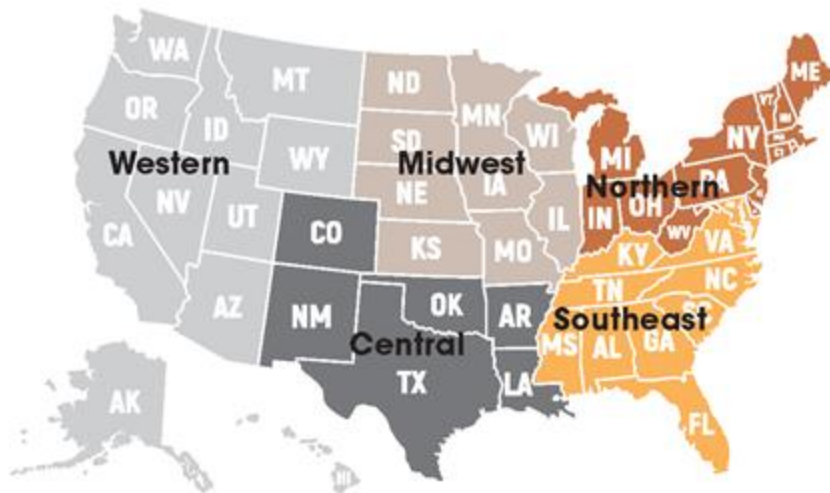 WA
MT
ND
ME
OR
ID
MN
VT
SD
WI
NY
WY
MI
Western
Midwest
Northern
NE
IA
PA
NV
UT
CO
IL
IN
OH
WV
VA
CA
KS
MO
KY
NC
AZ
NM
OK
AR
TN
SC
Central
Southeast
MS
AL
GA
TX
LA
AK
FL
HI